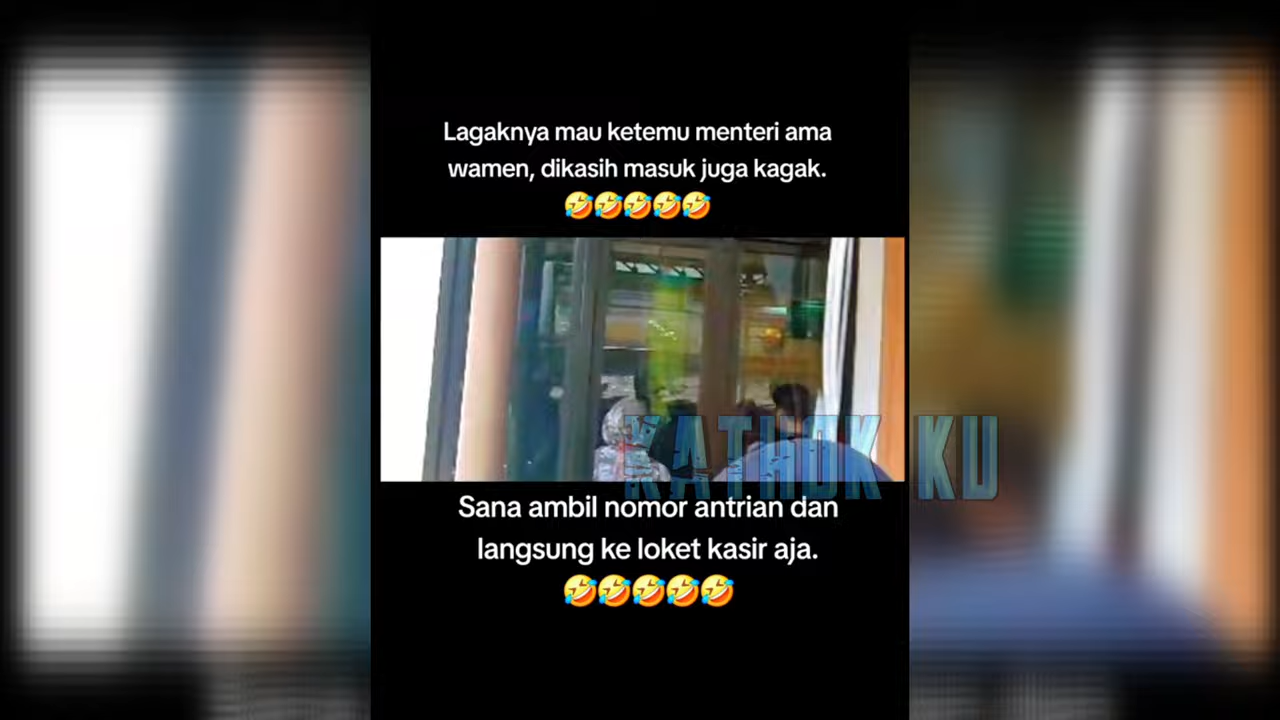 Lagaknya mau ketemu menteri ama
wamen, dikasih masuk juga kagak.
🤣🤣🤣🤣🤣
KATHOK KU
Sana ambil nomor antrian dan
langsung ke loket kasir aja.
🤣🤣🤣🤣🤣